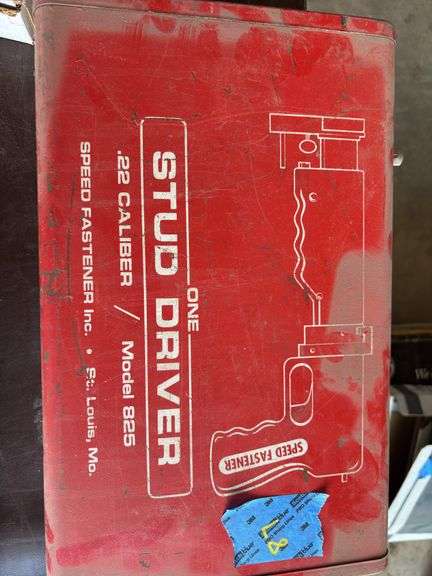 ONE
STUD DRIVER
.22 CALIBER / Model 825
SPEED FASTENER Inc. • St. Louis, Mo.
SPEED FASTENER